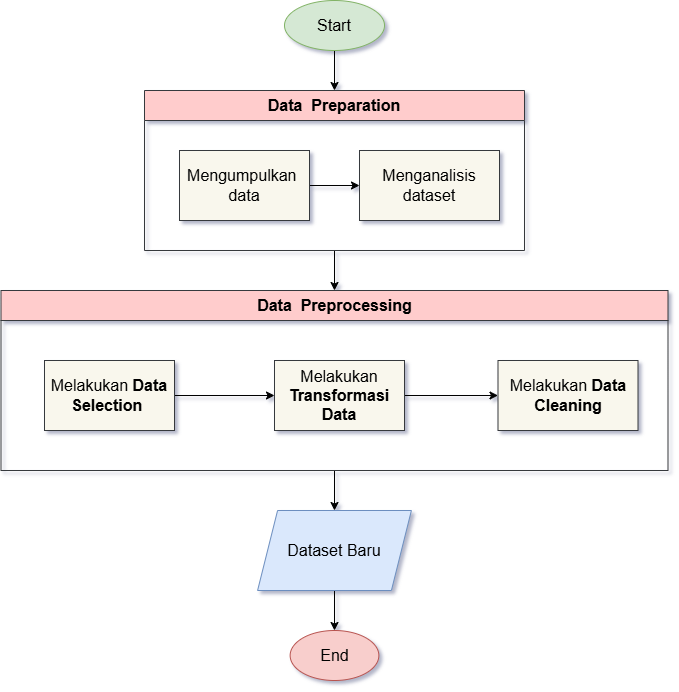 Start
Data Preparation
Mengumpulkan
data
Menganalisis
dataset
Data Preprocessing
Melakukan Data
Selection
Melakukan
Transformasi
Data
Melakukan Data
Cleaning
Dataset Baru
End